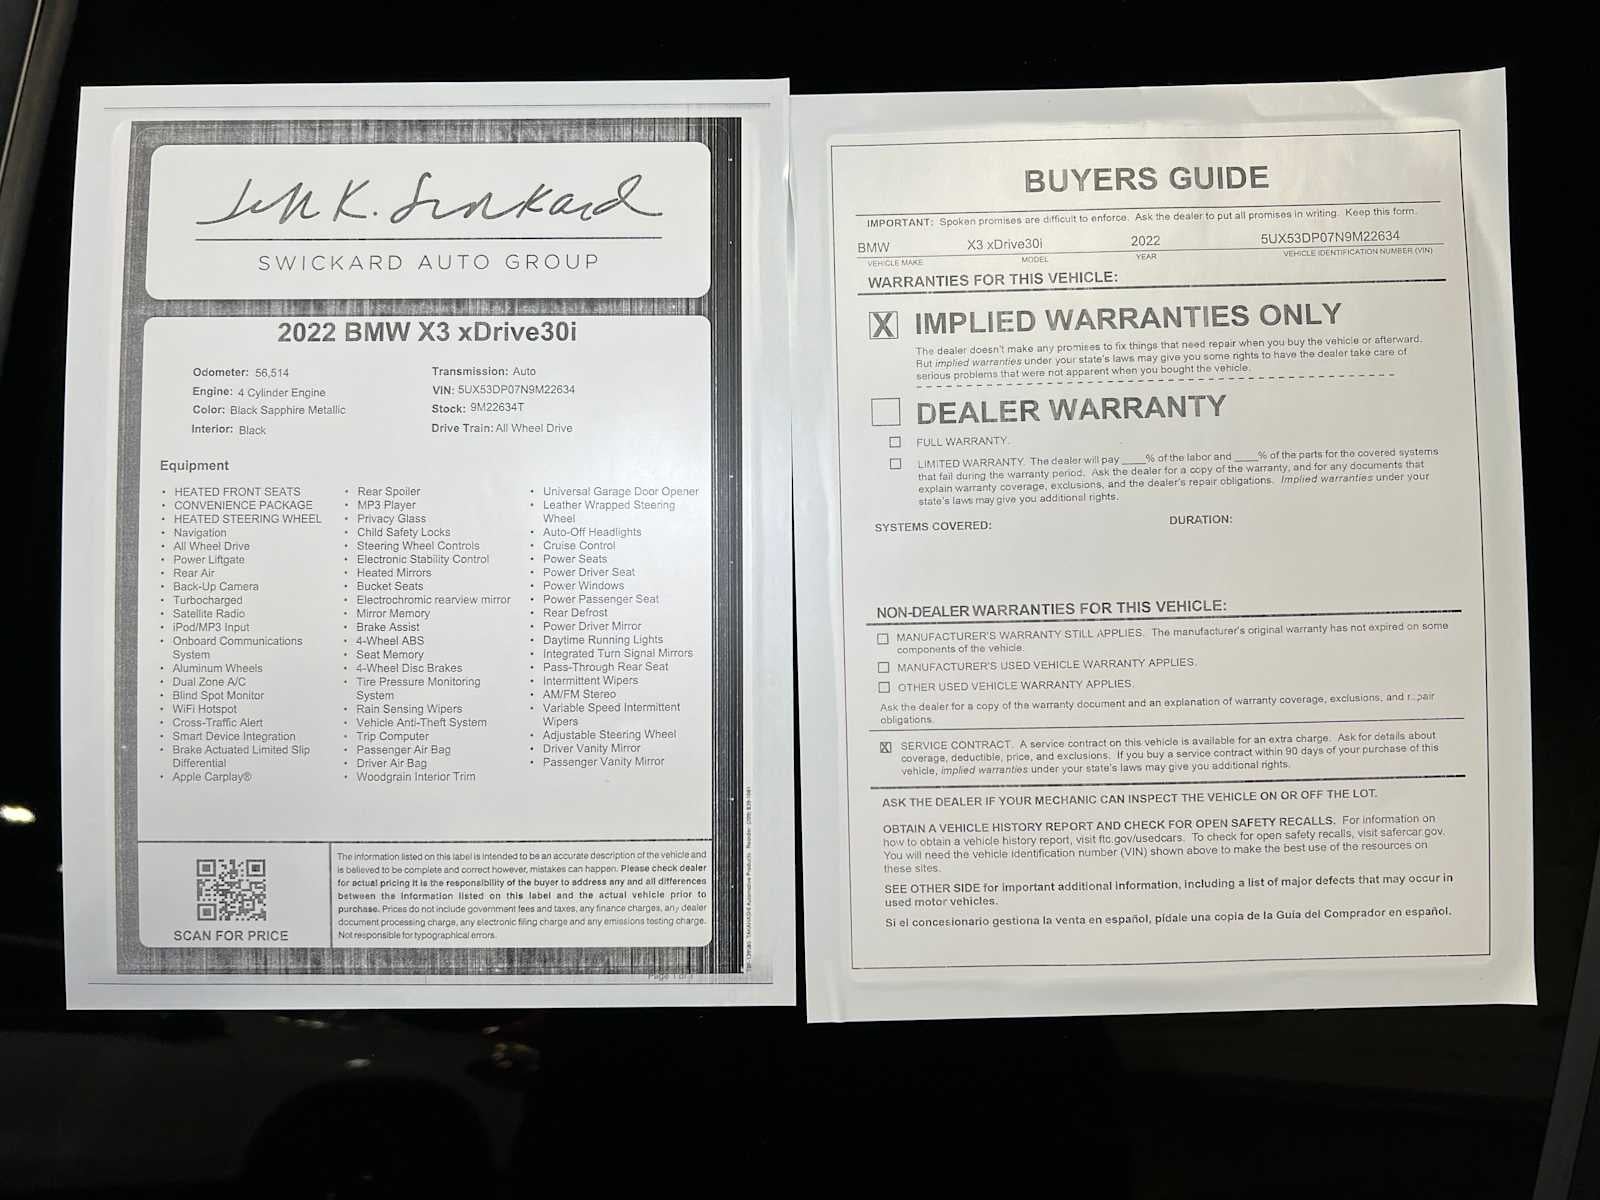 Jeff K. Swickard
SWICKARD AUTO GROUP
2022 BMW X3 xDrive30i
Odometer: 56,514
Engine: 4 Cylinder Engine
Color: Black Sapphire Metallic
Interior: Black
Transmission: Auto
VIN: 5UX53DP07N9M22634
Stock: 9M22634T
Drive Train: All Wheel Drive
Equipment
• HEATED FRONT SEATS
• CONVENIENCE PACKAGE
• HEATED STEERING WHEEL
• Navigation
• All Wheel Drive
• Power Liftgate
• Rear Air
• Back-Up Camera
• Turbocharged
• Satellite Radio
• iPod/MP3 Input
• Onboard Communications
System
• Aluminum Wheels
• Dual Zone A/C
• Blind Spot Monitor
• WiFi Hotspot
• Cross-Traffic Alert
• Smart Device Integration
• Brake Actuated Limited Slip
Differential
• Apple Carplay®
• Rear Spoiler
• MP3 Player
• Privacy Glass
• Child Safety Locks
• Steering Wheel Controls
• Electronic Stability Control
• Heated Mirrors
• Bucket Seats
• Electrochromic rearview mirror
• Mirror Memory
• Brake Assist
• 4-Wheel ABS
• Seat Memory
• 4-Wheel Disc Brakes
• Tire Pressure Monitoring
System
• Rain Sensing Wipers
• Vehicle Anti-Theft System
• Trip Computer
• Passenger Air Bag
• Driver Air Bag
• Woodgrain Interior Trim
• Universal Garage Door Opener
• Leather Wrapped Steering
Wheel
• Auto-Off Headlights
• Cruise Control
• Power Seats
• Power Driver Seat
• Power Windows
• Power Passenger Seat
• Rear Defrost
• Power Driver Mirror
• Daytime Running Lights
• Integrated Turn Signal Mirrors
• Pass-Through Rear Seat
• Intermittent Wipers
• AM/FM Stereo
• Variable Speed Intermittent
Wipers
• Adjustable Steering Wheel
• Driver Vanity Mirror
• Passenger Vanity Mirror
SCAN FOR PRICE
The information listed on this label is intended to be an accurate description of the vehicle and
is believed to be complete and correct however, mistakes can happen. Please check dealer
for actual pricing it is the responsibility of the buyer to address any and all differences
between the information listed on this label and the actual vehicle prior to
purchase. Prices do not include government fees and taxes, any finance charges, any dealer
document processing charge, any electronic filing charge and any emissions testing charge.
Not responsible for typographical errors.
TAKAHASHI Automotive Products
Page 1 of 1
BUYERS GUIDE
IMPORTANT: Spoken promises are difficult to enforce. Ask the dealer to put all promises in writing. Keep this form.
BMW X3 xDrive30i 2022 5UX53DP07N9M22634
VEHICLE MAKE MODEL YEAR VEHICLE IDENTIFICATION NUMBER (VIN)
WARRANTIES FOR THIS VEHICLE:
X IMPLIED WARRANTIES ONLY
The dealer doesn't make any promises to fix things that need repair when you buy the vehicle or afterward.
But implied warranties under your state's laws may give you some rights to have the dealer take care of
serious problems that were not apparent when you bought the vehicle.
DEALER WARRANTY
FULL WARRANTY.
LIMITED WARRANTY. The dealer will pay ____% of the labor and ____% of the parts for the covered systems
that fail during the warranty period. Ask the dealer for a copy of the warranty, and for any documents that
explain warranty coverage, exclusions, and the dealer's repair obligations. Implied warranties under your
state's laws may give you additional rights.
SYSTEMS COVERED: DURATION:
NON-DEALER WARRANTIES FOR THIS VEHICLE:
MANUFACTURER'S WARRANTY STILL APPLIES. The manufacturer's original warranty has not expired on some
components of the vehicle.
MANUFACTURER'S USED VEHICLE WARRANTY APPLIES.
OTHER USED VEHICLE WARRANTY APPLIES.
Ask the dealer for a copy of the warranty document and an explanation of warranty coverage, exclusions, and repair
obligations.
X SERVICE CONTRACT. A service contract on this vehicle is available for an extra charge. Ask for details about
coverage, deductible, price, and exclusions. If you buy a service contract within 90 days of your purchase of this
vehicle, implied warranties under your state's laws may give you additional rights.
ASK THE DEALER IF YOUR MECHANIC CAN INSPECT THE VEHICLE ON OR OFF THE LOT.
OBTAIN A VEHICLE HISTORY REPORT AND CHECK FOR OPEN SAFETY RECALLS. For information on
how to obtain a vehicle history report, visit ftc.gov/usedcars. To check for open safety recalls, visit safercar.gov.
You will need the vehicle identification number (VIN) shown above to make the best use of the resources on
these sites.
SEE OTHER SIDE for important additional information, including a list of major defects that may occur in
used motor vehicles.
Si el concesionario gestiona la venta en español, pídale una copia de la Guía del Comprador en español.